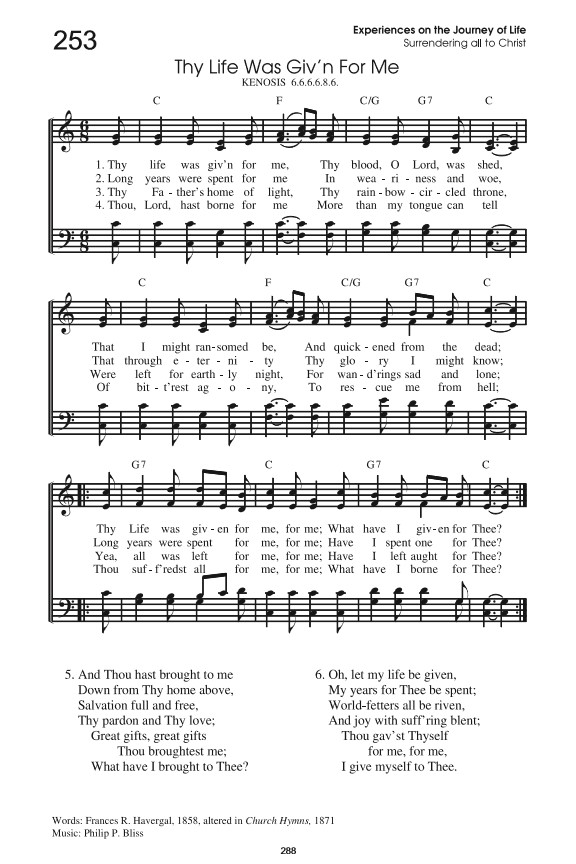 253
Experiences on the Journey of Life
Surrendering all to Christ
Thy Life Was Giv'n For Me
KENOSIS 6.6.6.6.8.6.
C F C/G G7 C
1. Thy life was giv'n for me, Thy blood, O Lord, was shed,
2. Long years were spent for me In wea - ri - ness and woe,
3. Thy Fa - ther's home of light, Thy rain - bow - cir - cled throne,
4. Thou, Lord, hast borne for me More than my tongue can tell
C F C/G G7 C
That I might ran-somed be, And quick - ened from the dead;
That through e - ter - ni - ty Thy glo - ry I might know;
Were left for earth - ly night, For wan - d'rings sad and lone;
Of bit - t'rest ag - o - ny, To res - cue me from hell;
G7 C G7 C
Thy Life was giv - en for me, for me; What have I giv-en for Thee?
Long years were spent for me, for me; Have I spent one for Thee?
Yea, all was left for me, for me; Have I left aught for Thee?
Thou suf - f'redst all for me, for me; What have I borne for Thee?
5. And Thou hast brought to me
Down from Thy home above,
Salvation full and free,
Thy pardon and Thy love;
Great gifts, great gifts
Thou broughtest me;
What have I brought to Thee?
6. Oh, let my life be given,
My years for Thee be spent;
World-fetters all be riven,
And joy with suff'ring blent;
Thou gav'st Thyself
for me, for me,
I give myself to Thee.
Words: Frances R. Havergal, 1858, altered in Church Hymns, 1871
Music: Philip P. Bliss
288